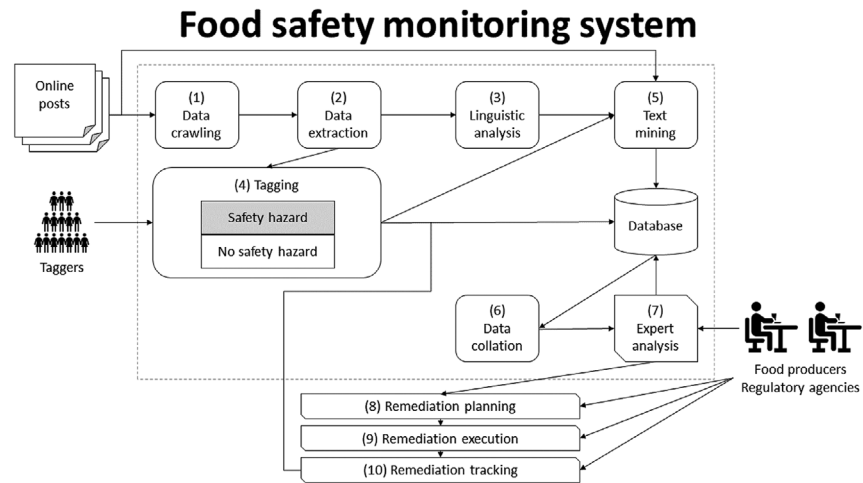 Food safety monitoring system
Online
posts
(1)
Data
crawling
(2)
Data
extraction
(3)
Linguistic
analysis
(5)
Text
mining
(4) Tagging
Safety hazard
No safety hazard
Taggers
Database
(6)
Data
collation
(7)
Expert
analysis
Food producers
Regulatory agencies
(8) Remediation planning
(9) Remediation execution
(10) Remediation tracking